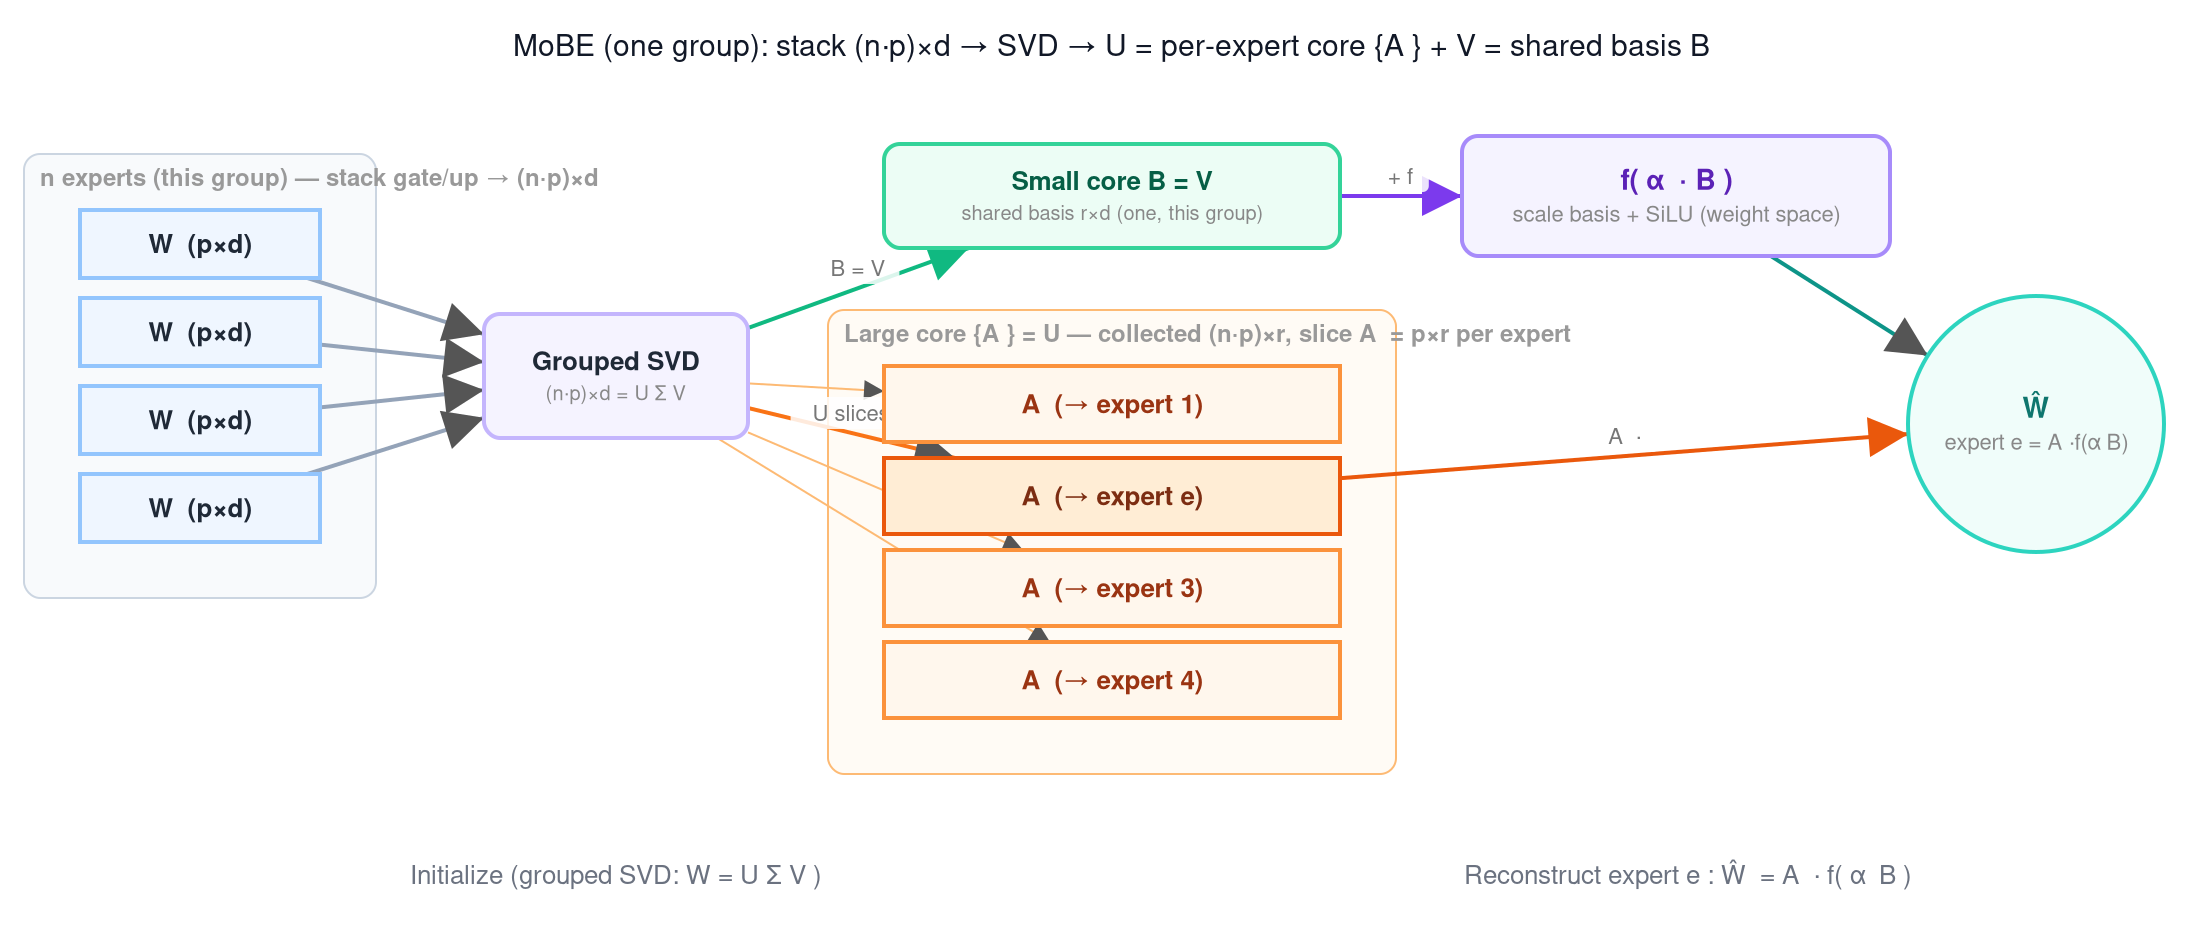 MoBE (one group): stack (n·p)×d → SVD → U = per-expert core {A } + V = shared basis B
n experts (this group) — stack gate/up → (n·p)×d
W (p×d)
W (p×d)
W (p×d)
W (p×d)
Grouped SVD
(n·p)×d = U Σ V
B = V
U slices
Small core B = V
shared basis r×d (one, this group)
+ f
f( α · B )
scale basis + SiLU (weight space)
Large core {A } = U — collected (n·p)×r, slice A = p×r per expert
A (→ expert 1)
A (→ expert e)
A (→ expert 3)
A (→ expert 4)
A ·
Ŵ
expert e = A ·f(α B)
Initialize (grouped SVD: W = U Σ V )
Reconstruct expert e : Ŵ = A · f( α B )